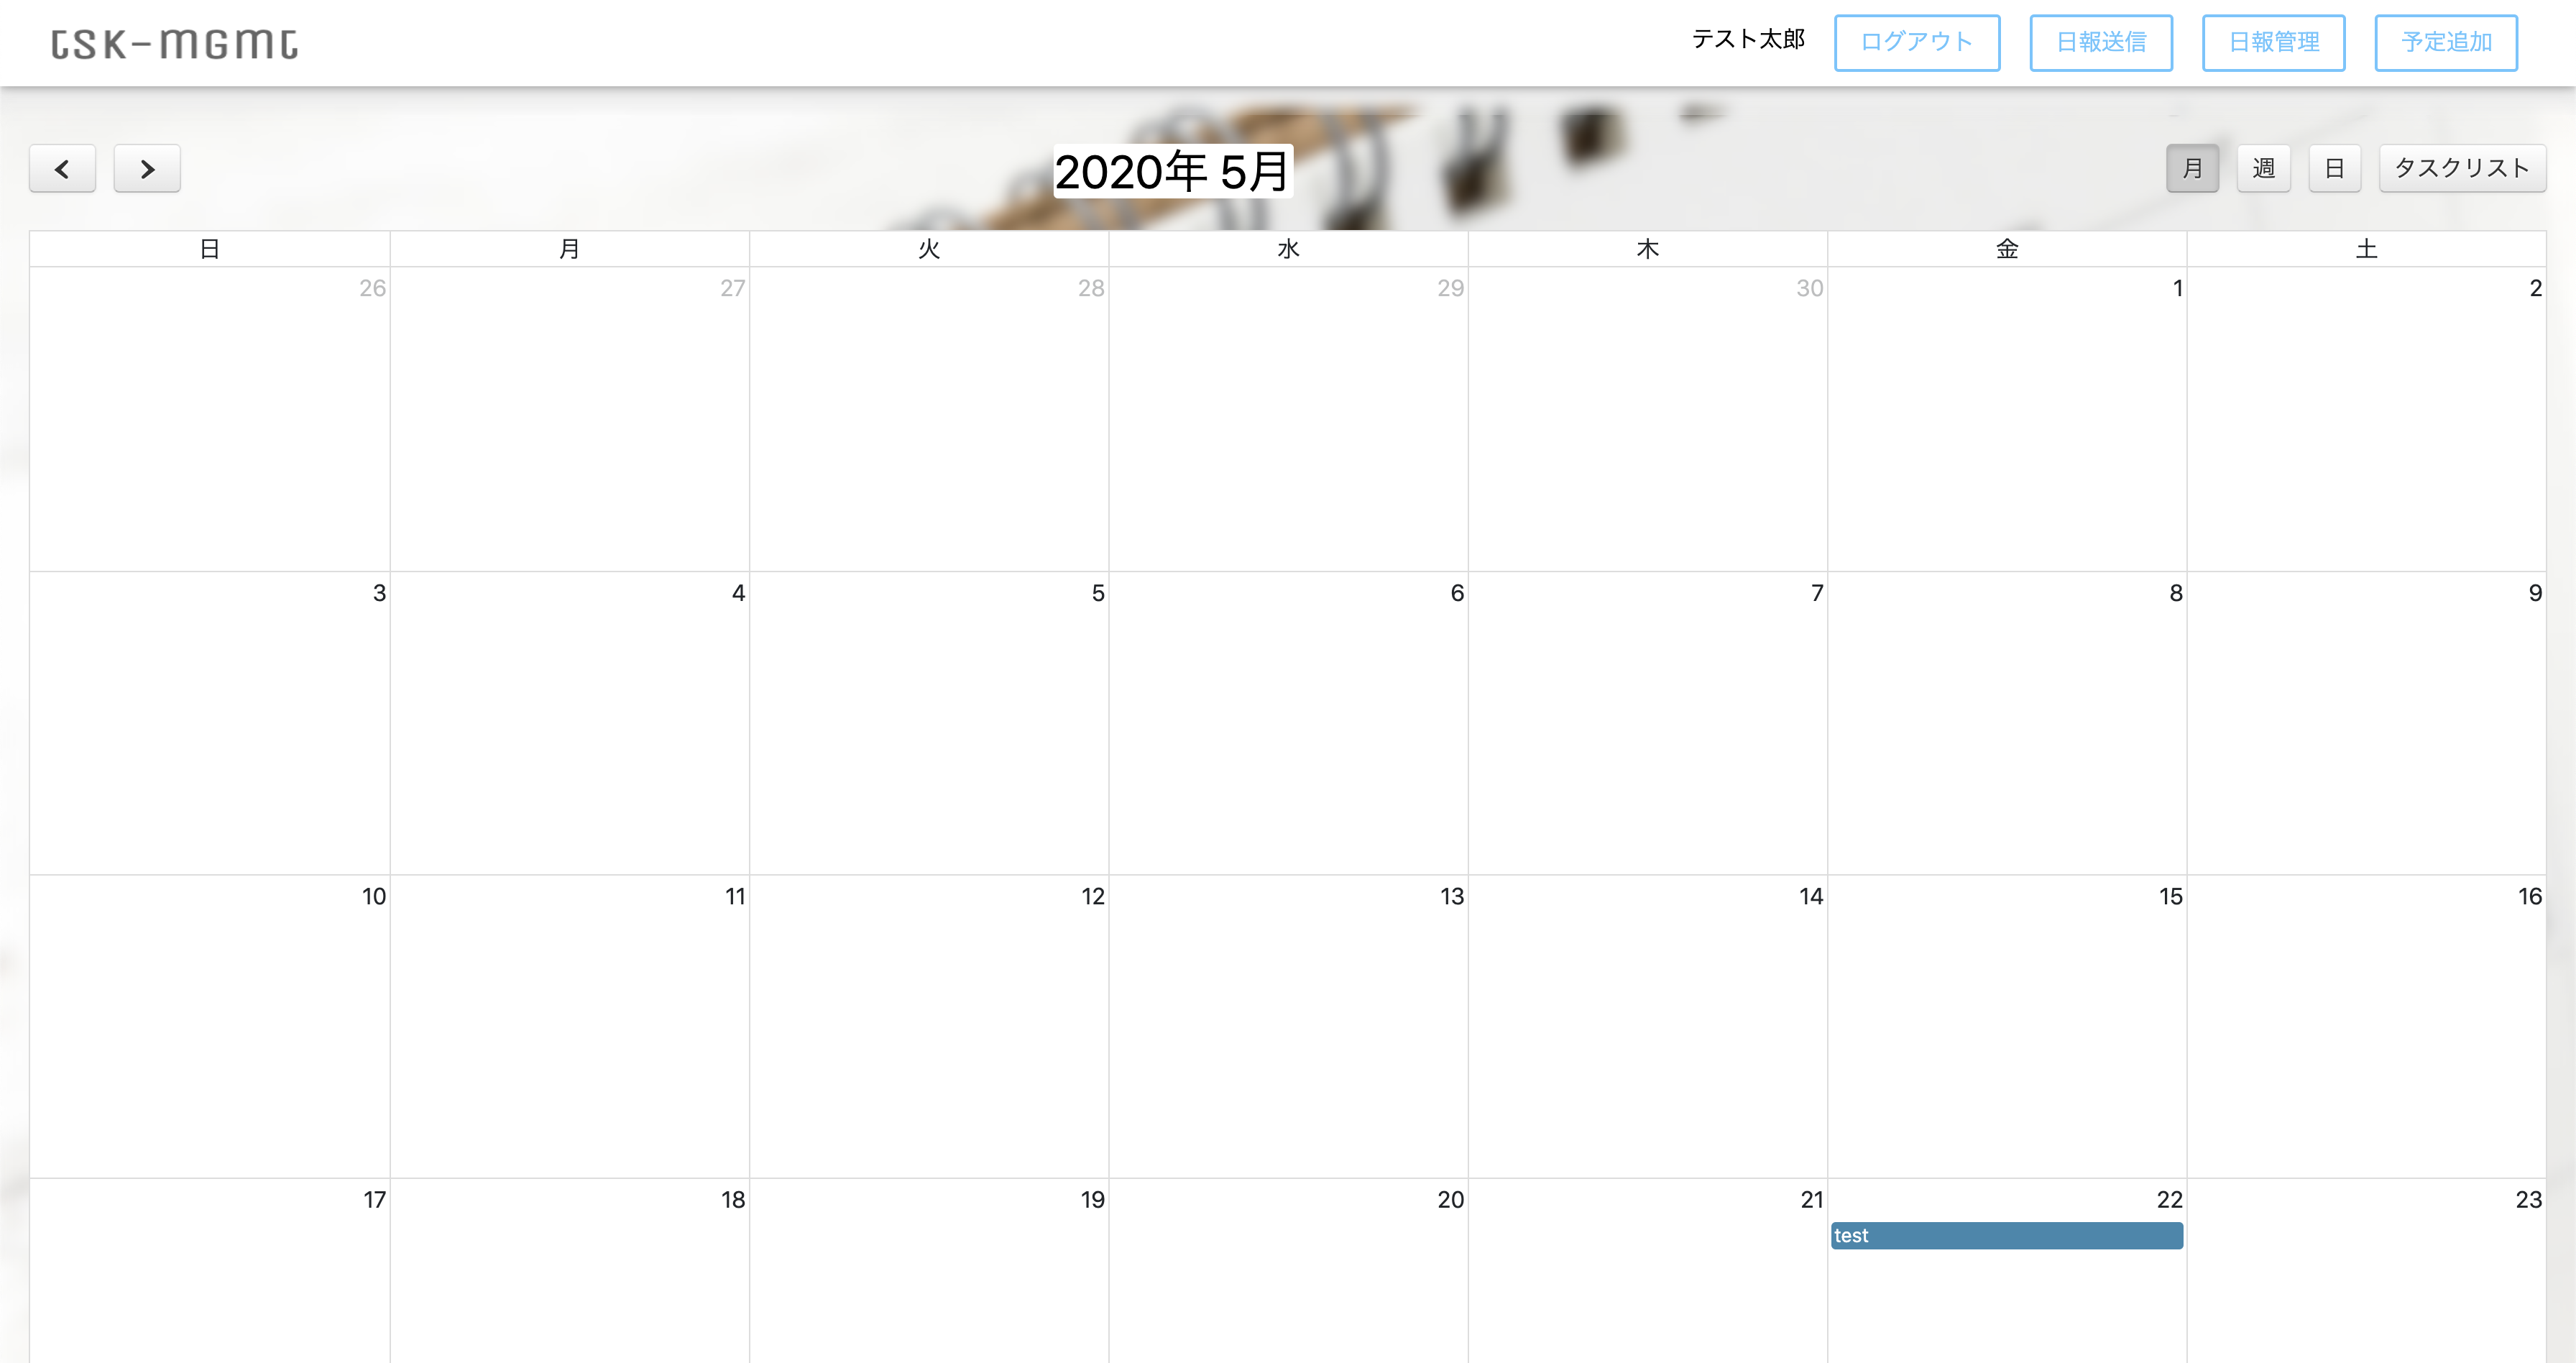 tsk-mgmt
テスト太郎 ログアウト 日報送信 日報管理 予定追加
2020年 5月
月 週 日 タスクリスト
日 月 火 水 木 金 土
26 27 28 29 30 1 2
3 4 5 6 7 8 9
10 11 12 13 14 15 16
17 18 19 20 21 22 23
test